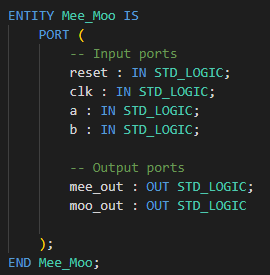 ENTITY Mee_Moo IS
PORT (
-- Input ports
reset : IN STD_LOGIC;
clk : IN STD_LOGIC;
a : IN STD_LOGIC;
b : IN STD_LOGIC;
-- Output ports
mee_out : OUT STD_LOGIC;
moo_out : OUT STD_LOGIC
);
END Mee_Moo;